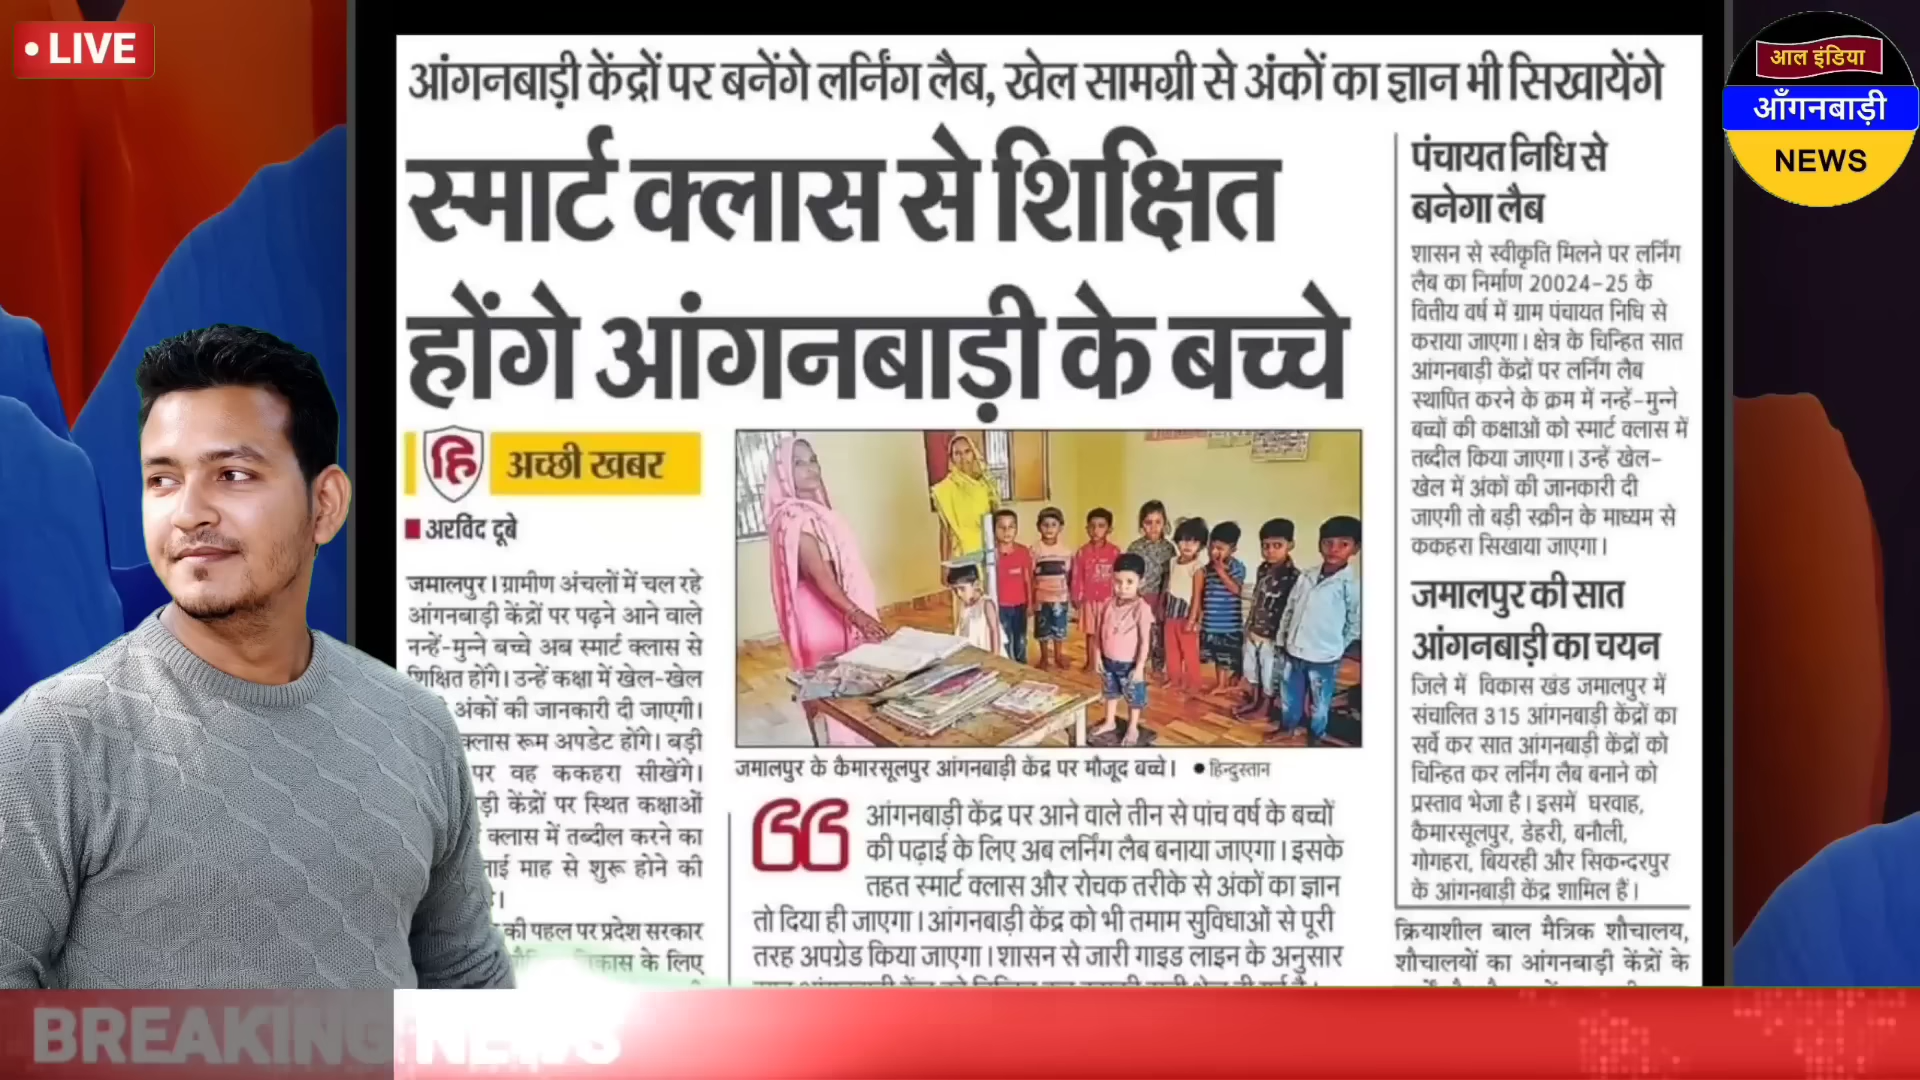 LIVE
आल इंडिया
आँगनबाड़ी
NEWS
आंगनबाड़ी केंद्रों पर बनेंगे लर्निंग लैब, खेल सामग्री से अंकों का ज्ञान भी सिखायेंगे
स्मार्ट क्लास से शिक्षित
होंगे आंगनबाड़ी के बच्चे
हि अच्छी खबर
अरविंद दूबे
जमालपुर। ग्रामीण अंचलों में चल रहे
आंगनबाड़ी केंद्रों पर पढ़ने आने वाले
नन्हें-मुन्ने बच्चे अब स्मार्ट क्लास से
शिक्षित होंगे। उन्हें कक्षा में खेल-खेल
अंकों की जानकारी दी जाएगी।
क्लास रूम अपडेट होंगे। बड़ी
पर वह ककहरा सीखेंगे।
केंद्रों पर स्थित कक्षाओं
क्लास में तब्दील करने का
माह से शुरू होने की
की पहल पर प्रदेश सरकार
के लिए
जमालपुर के कैमारसूलपुर आंगनबाड़ी केंद्र पर मौजूद बच्चे। ● हिन्दुस्तान
आंगनबाड़ी केंद्र पर आने वाले तीन से पांच वर्ष के बच्चों
की पढ़ाई के लिए अब लर्निंग लैब बनाया जाएगा। इसके
तहत स्मार्ट क्लास और रोचक तरीके से अंकों का ज्ञान
तो दिया ही जाएगा। आंगनबाड़ी केंद्र को भी तमाम सुविधाओं से पूरी
तरह अपग्रेड किया जाएगा। शासन से जारी गाइड लाइन के अनुसार
पंचायत निधि से
बनेगा लैब
शासन से स्वीकृति मिलने पर लर्निंग
लैब का निर्माण 20024-25 के
वित्तीय वर्ष में ग्राम पंचायत निधि से
कराया जाएगा। क्षेत्र के चिन्हित सात
आंगनबाड़ी केंद्रों पर लर्निंग लैब
स्थापित करने के क्रम में नन्हें-मुन्ने
बच्चों की कक्षाओं को स्मार्ट क्लास में
तब्दील किया जाएगा। उन्हें खेल-
खेल में अंकों की जानकारी दी
जाएगी तो बड़ी स्क्रीन के माध्यम से
ककहरा सिखाया जाएगा।
जमालपुर की सात
आंगनबाड़ी का चयन
जिले में विकास खंड जमालपुर में
संचालित 315 आंगनबाड़ी केंद्रों का
सर्वे कर सात आंगनबाड़ी केंद्रों को
चिन्हित कर लर्निंग लैब बनाने को
प्रस्ताव भेजा है। इसमें घरवाह,
कैमारसूलपुर, डेहरी, बनौली,
गोगहरा, बियरही और सिकन्दरपुर
के आंगनबाड़ी केंद्र शामिल हैं।
क्रियाशील बाल मैत्रिक शौचालय,
शौचालयों का आंगनबाड़ी केंद्रों के
BREAKING NEWS